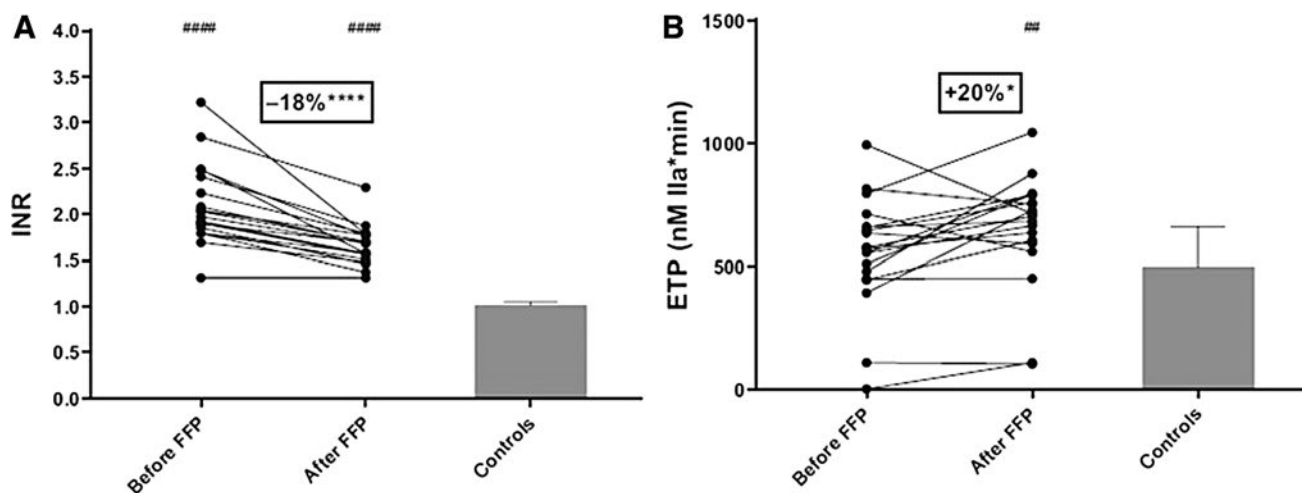 A
INR
4.0
3.5
3.0
2.5
2.0
1.5
1.0
0.5
0.0
####
####
–18%****
Before FFP
After FFP
Controls
B
ETP (nM IIa*min)
1500
1000
500
0
##
+20%*
Before FFP
After FFP
Controls